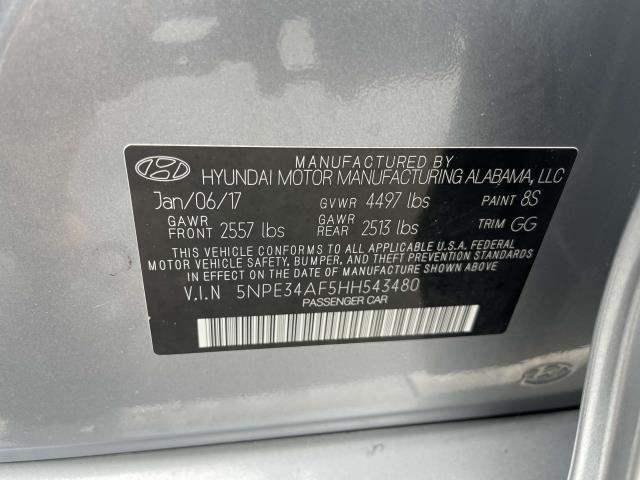 MANUFACTURED BY
HYUNDAI MOTOR MANUFACTURING ALABAMA, LLC
Jan/06/17 GVWR 4497 lbs PAINT 8S
GAWR FRONT 2557 lbs GAWR REAR 2513 lbs TRIM GG
THIS VEHICLE CONFORMS TO ALL APPLICABLE U.S.A. FEDERAL
MOTOR VEHICLE SAFETY, BUMPER, AND THEFT PREVENTION STANDARDS
IN EFFECT ON THE DATE OF MANUFACTURE SHOWN ABOVE.
V.I.N 5NPE34AF5HH543480
PASSENGER CAR